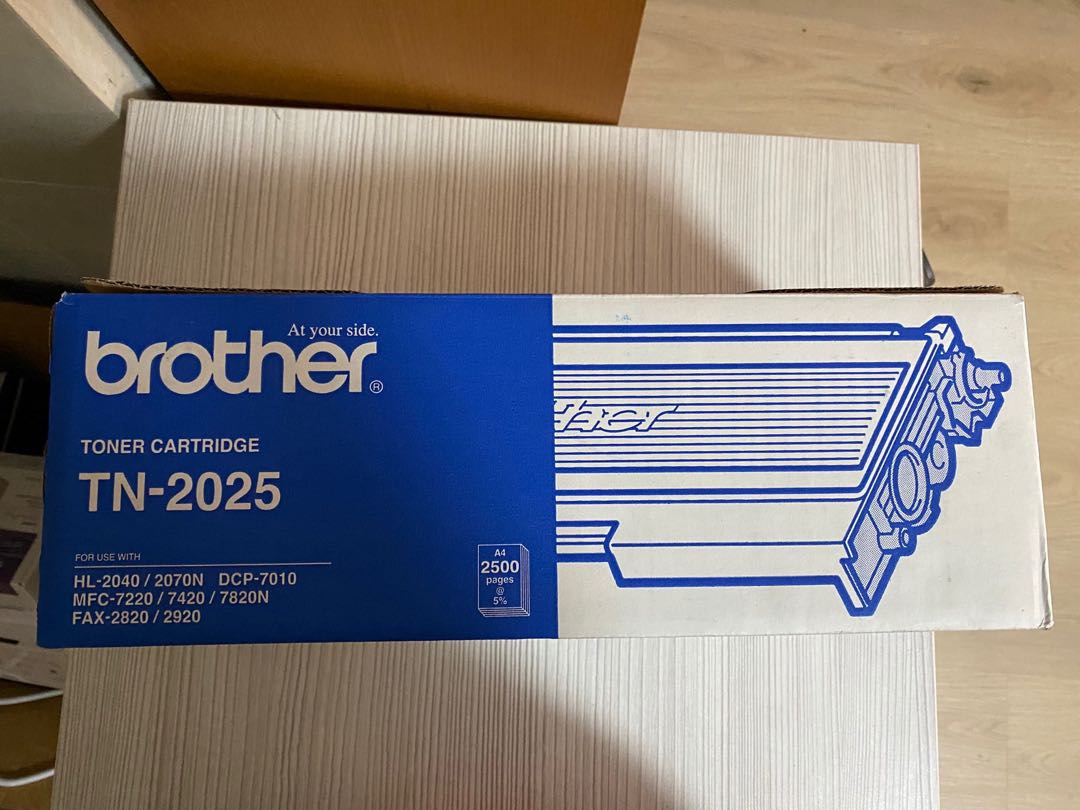 At your side.
brother®
TONER CARTRIDGE
TN-2025
FOR USE WITH
HL-2040 / 2070N DCP-7010
MFC-7220 / 7420 / 7820N
FAX-2820 / 2920
A4
2500
pages
@
5%